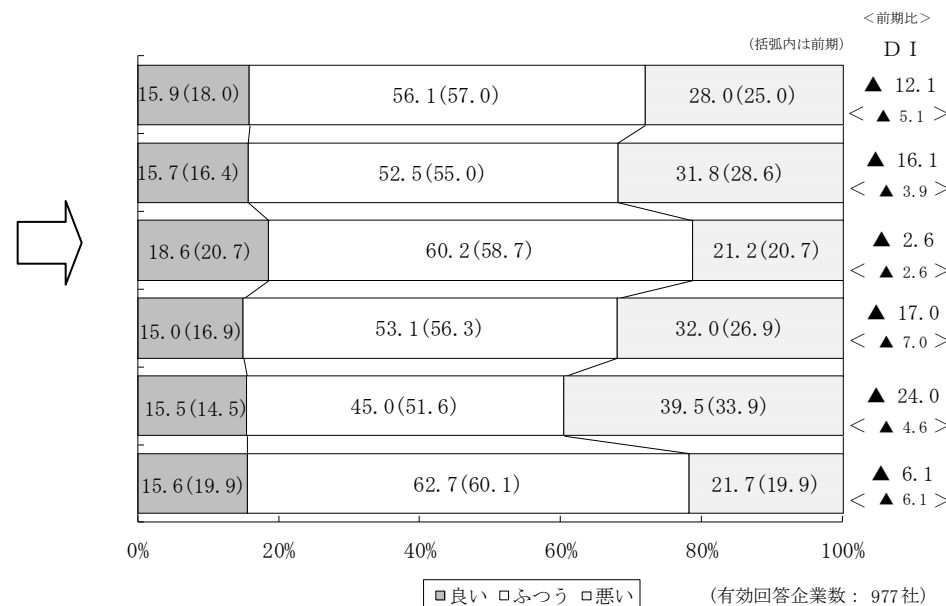 <前期比>
(括弧内は前期) D I
15.9(18.0) 56.1(57.0) 28.0(25.0) ▲ 12.1
< ▲ 5.1 >
15.7(16.4) 52.5(55.0) 31.8(28.6) ▲ 16.1
< ▲ 3.9 >
18.6(20.7) 60.2(58.7) 21.2(20.7) ▲ 2.6
< ▲ 2.6 >
15.0(16.9) 53.1(56.3) 32.0(26.9) ▲ 17.0
< ▲ 7.0 >
15.5(14.5) 45.0(51.6) 39.5(33.9) ▲ 24.0
< ▲ 4.6 >
15.6(19.9) 62.7(60.1) 21.7(19.9) ▲ 6.1
< ▲ 6.1 >
0% 20% 40% 60% 80% 100%
良い ふつう 悪い (有効回答企業数：977社)